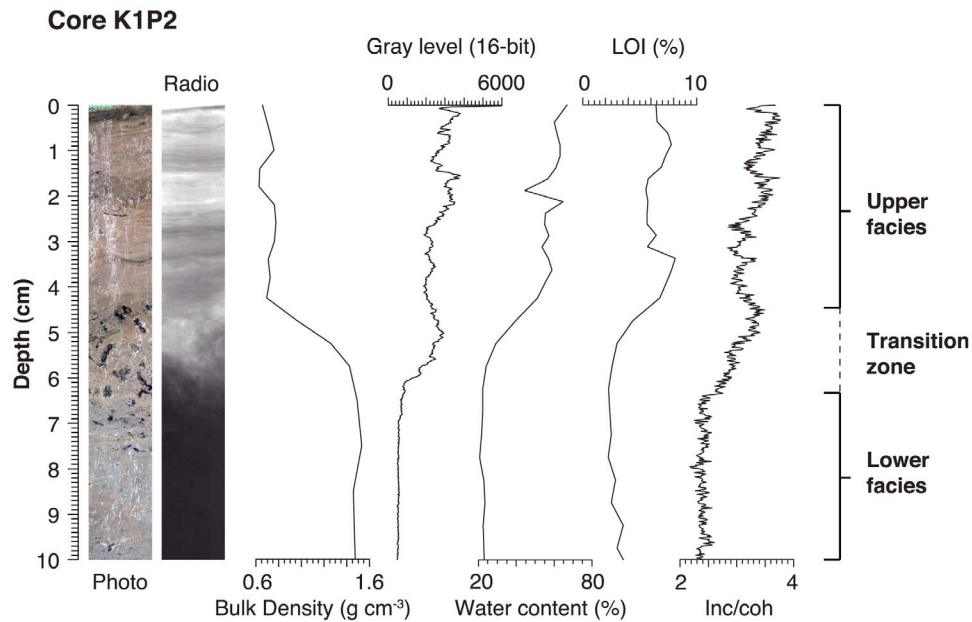 Core K1P2
Gray level (16-bit)
LOI (%)
Radio
0
6000
0
10
0
1
2
3
4
5
6
7
8
9
10
Depth (cm)
Upper
facies
Transition
zone
Lower
facies
Photo
0.6
1.6
20
80
2
4
Bulk Density (g cm-3)
Water content (%)
Inc/coh